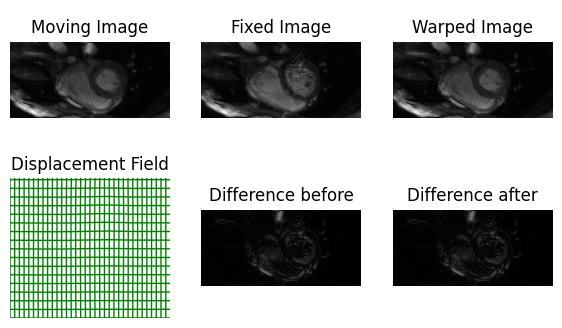 Moving Image
Fixed Image
Warped Image
Displacement Field
Difference before
Difference after